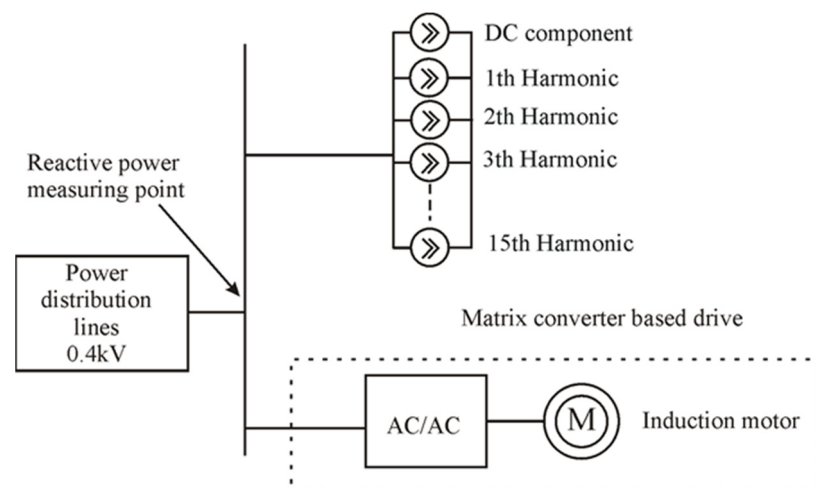 DC component
1th Harmonic
2th Harmonic
3th Harmonic
15th Harmonic
Reactive power
measuring point
Power
distribution
lines
0.4kV
Matrix converter based drive
AC/AC
M
Induction motor